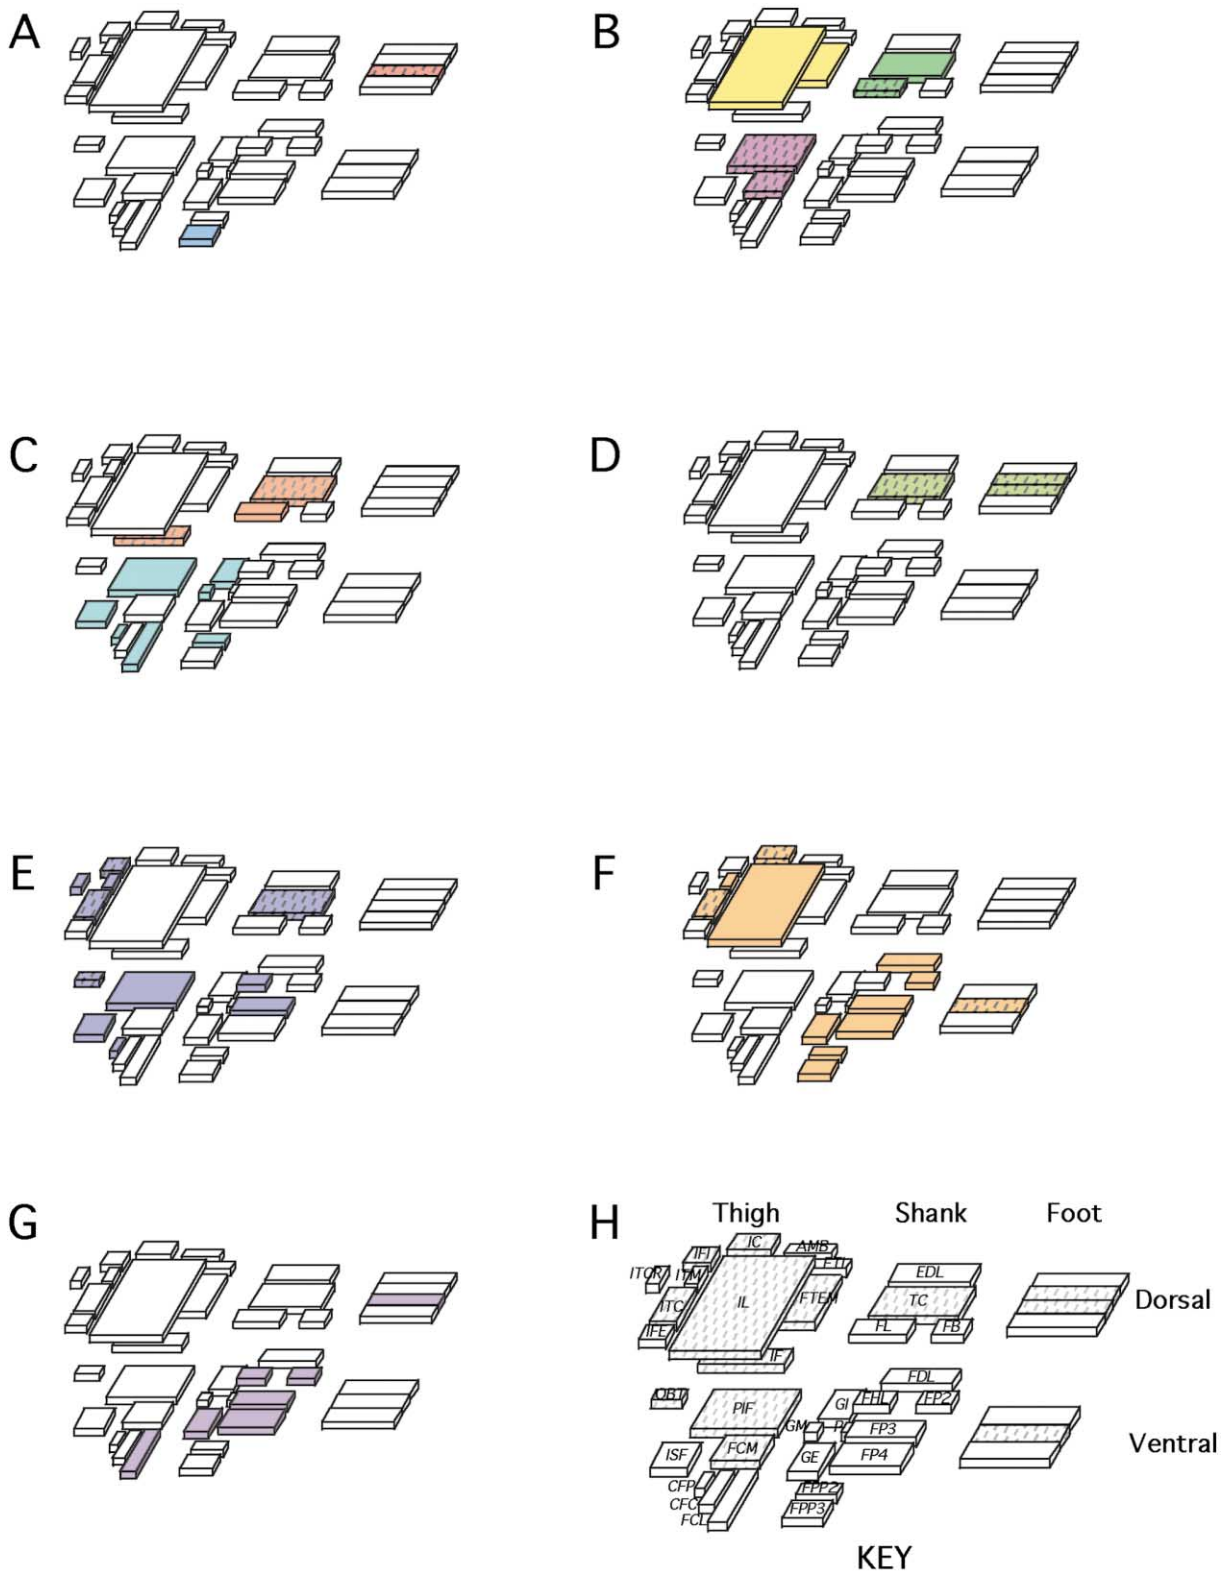 A
B
C
D
E
F
G
H
Thigh
Shank
Foot
IC
AMB
IFI
ITCR
ITM
ITC
IL
FTEM
IFE
IF
EDL
TC
FL
FB
Dorsal
OBT
PIF
GI
FHL
FDL
FP2
GM
FP3
ISF
FCM
GE
FP4
Ventral
CFP
CFC
FCL
FPP2
FPP3
KEY